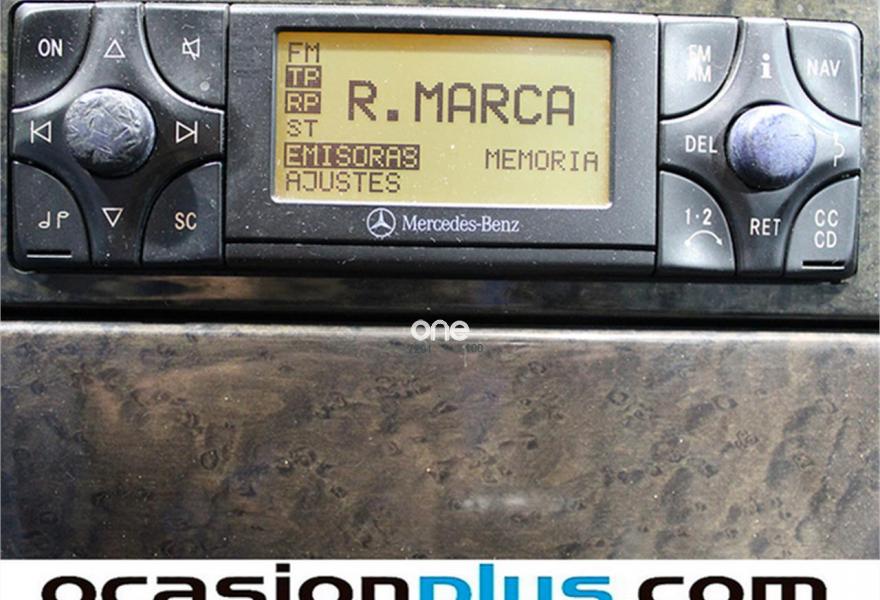 ON
FM
TP
RP
ST
EMISORAS
AJUSTES
R.MARCA
MEMORIA
Mercedes-Benz
SC
FM
AM
i
NAV
DEL
1·2
RET
CC
CD
one
ocasionplus.com